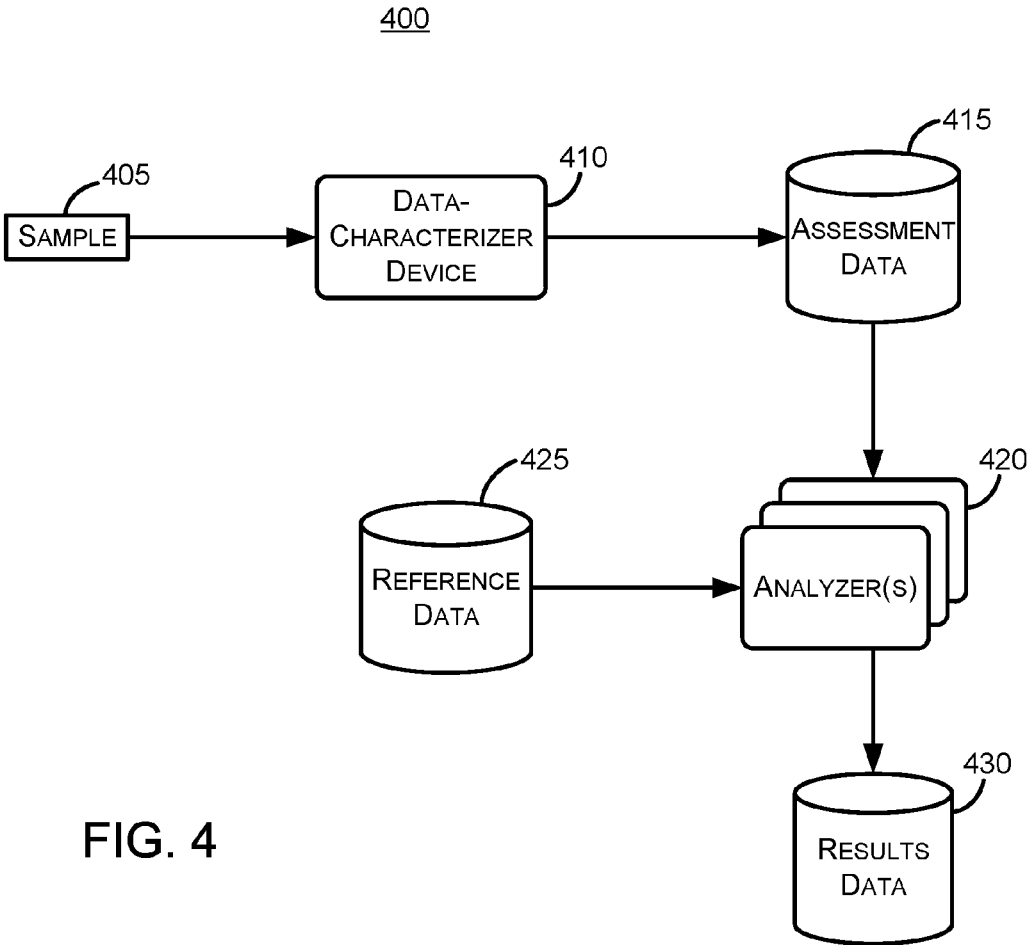 400
405
SAMPLE
410
DATA-
CHARACTERIZER
DEVICE
415
ASSESSMENT
DATA
425
REFERENCE
DATA
420
ANALYZER(S)
430
RESULTS
DATA
FIG. 4